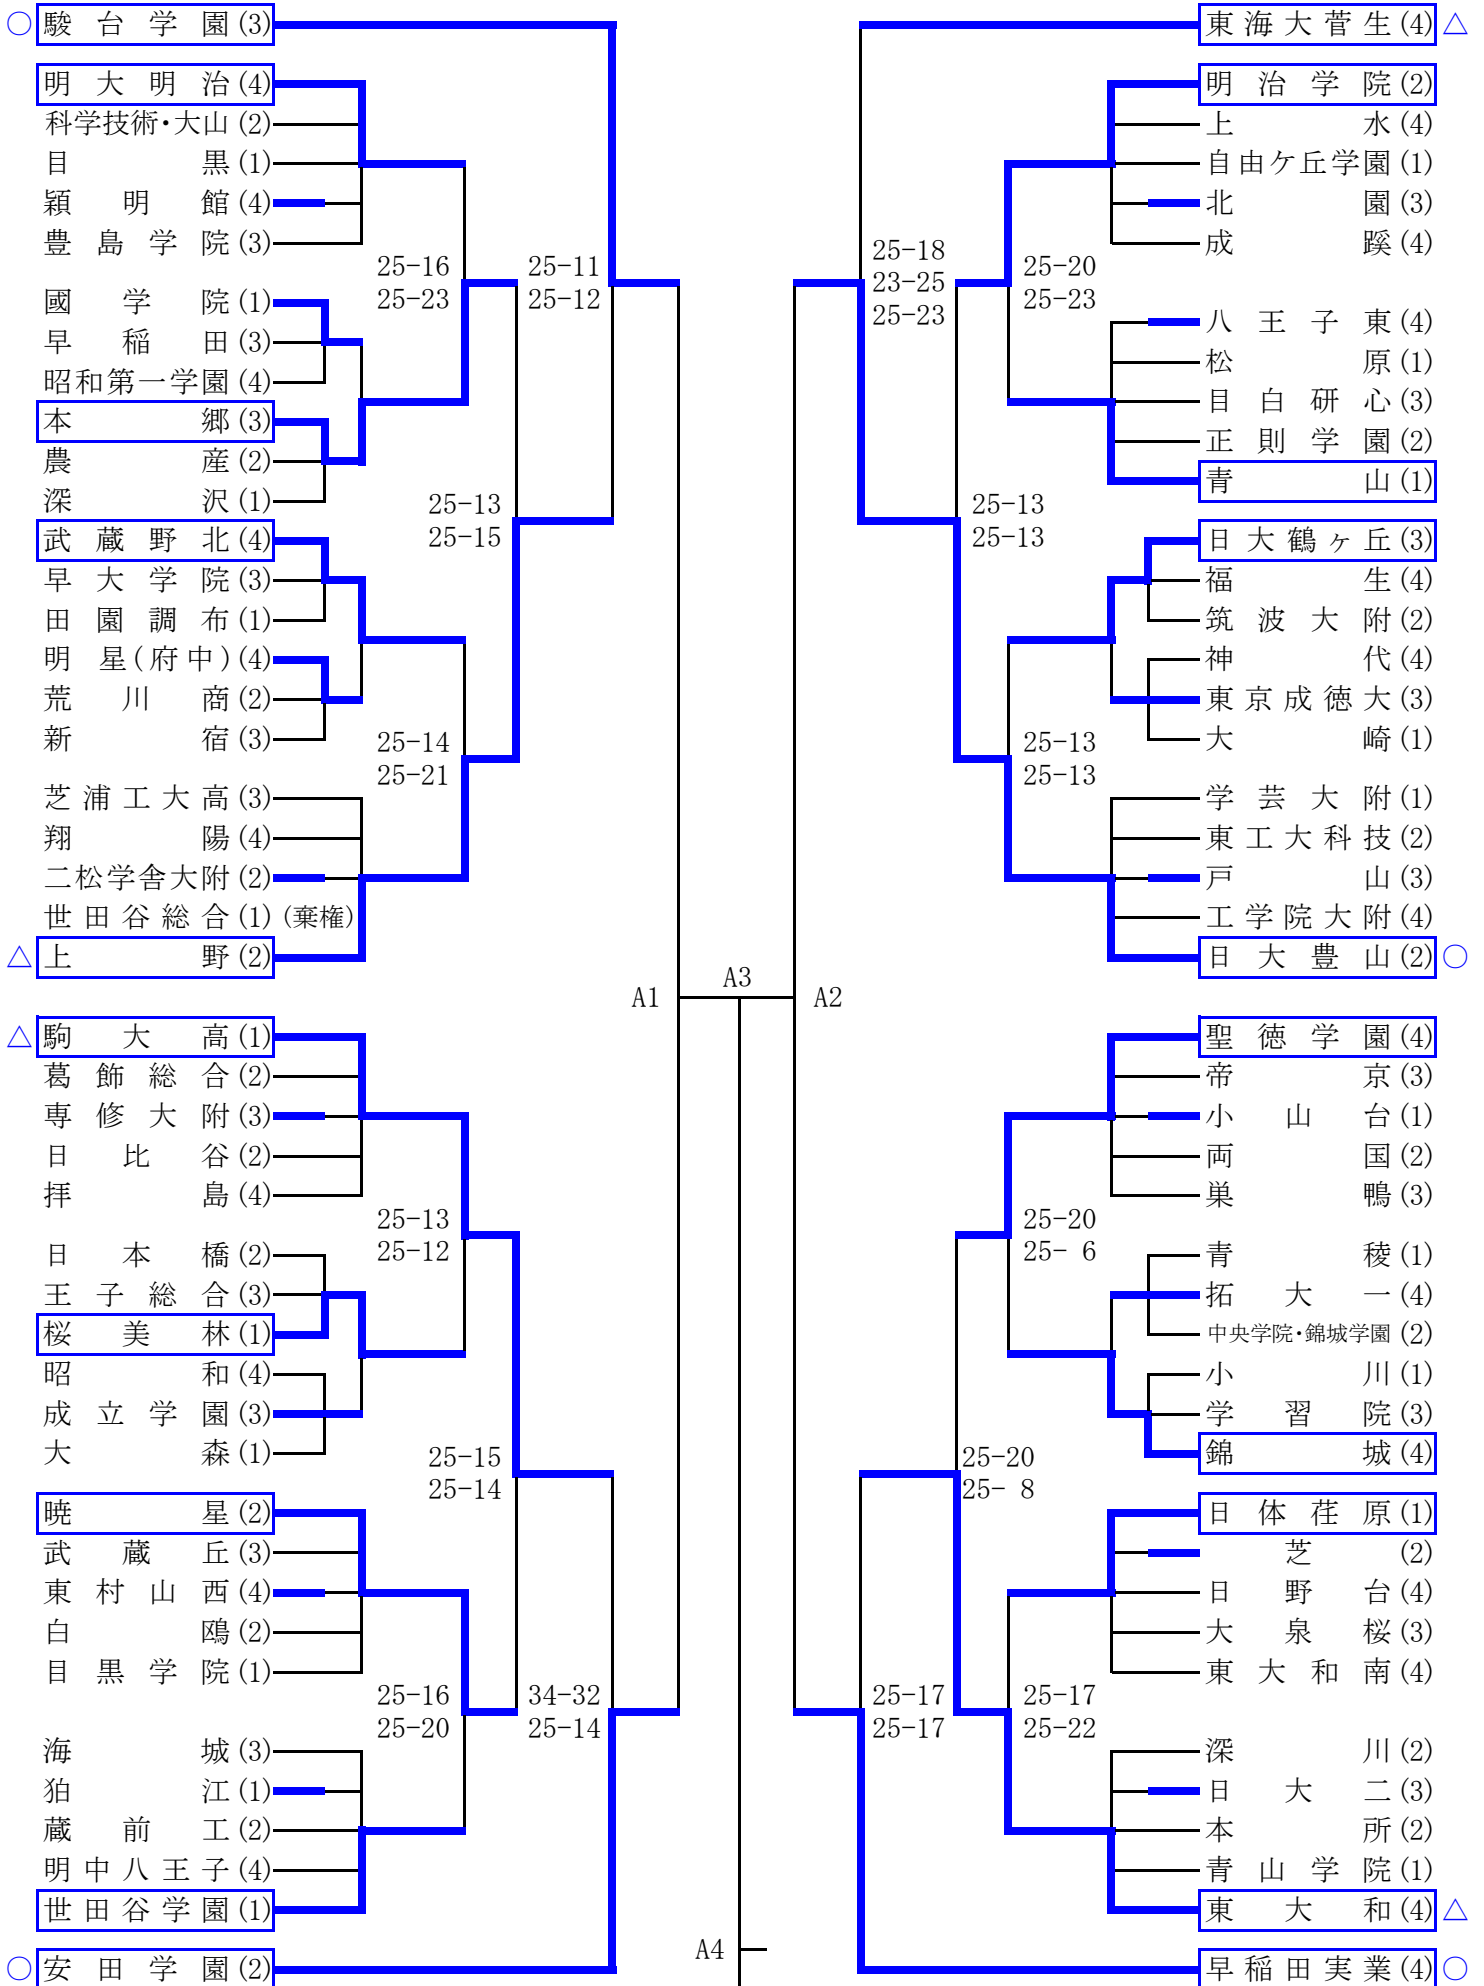 ○ 駿台学園(3)
明大明治(4)
科学技術・大山(2)
目黒(1)
穎明館(4)
豊島学院(3)
25-16
25-23
25-11
25-12
國学院(1)
早稲田(3)
昭和第一学園(4)
本郷(3)
農産(2)
深沢(1)
25-13
25-15
武蔵野北(4)
早大学院(3)
田園調布(1)
明星(府中)(4)
荒川商(2)
新宿(3)
25-14
25-21
芝浦工大高(3)
翔陽(4)
二松学舎大附(2)
世田谷総合(1)(棄権)
△ 上野(2)
A1
△ 駒大高(1)
葛飾総合(2)
専修大附(3)
日比谷(2)
拝島(4)
25-13
25-12
日本橋(2)
王子総合(3)
桜美林(1)
昭和(4)
成立学園(3)
大森(1)
25-15
25-14
暁星(2)
武蔵丘(3)
東村山西(4)
白鴎(2)
目黒学院(1)
25-16
25-20
34-32
25-14
海城(3)
狛江(1)
蔵前工(2)
明中八王子(4)
世田谷学園(1)
○ 安田学園(2)
A3
A4
東海大菅生(4) △
明治学院(2)
上水(4)
自由ケ丘学園(1)
北園(3)
成蹊(4)
25-18
23-25
25-23
25-20
25-23
八王子東(4)
松原(1)
目白研心(3)
正則学園(2)
青山(1)
25-13
25-13
日大鶴ヶ丘(3)
福生(4)
筑波大附(2)
神代(4)
東京成徳大(3)
大崎(1)
25-13
25-13
学芸大附(1)
東工大科技(2)
戸山(3)
工学院大附(4)
日大豊山(2) ○
A2
聖徳学園(4)
帝京(3)
小山台(1)
両国(2)
巣鴨(3)
25-20
25- 6
青稜(1)
拓大一(4)
中央学院・錦城学園(2)
小川(1)
学習院(3)
錦城(4)
25-20
25- 8
日体荏原(1)
芝(2)
日野台(4)
大泉桜(3)
東大和南(4)
25-17
25-17
25-17
25-22
深川(2)
日大二(3)
本所(2)
青山学院(1)
東大和(4) △
早稲田実業(4) ○